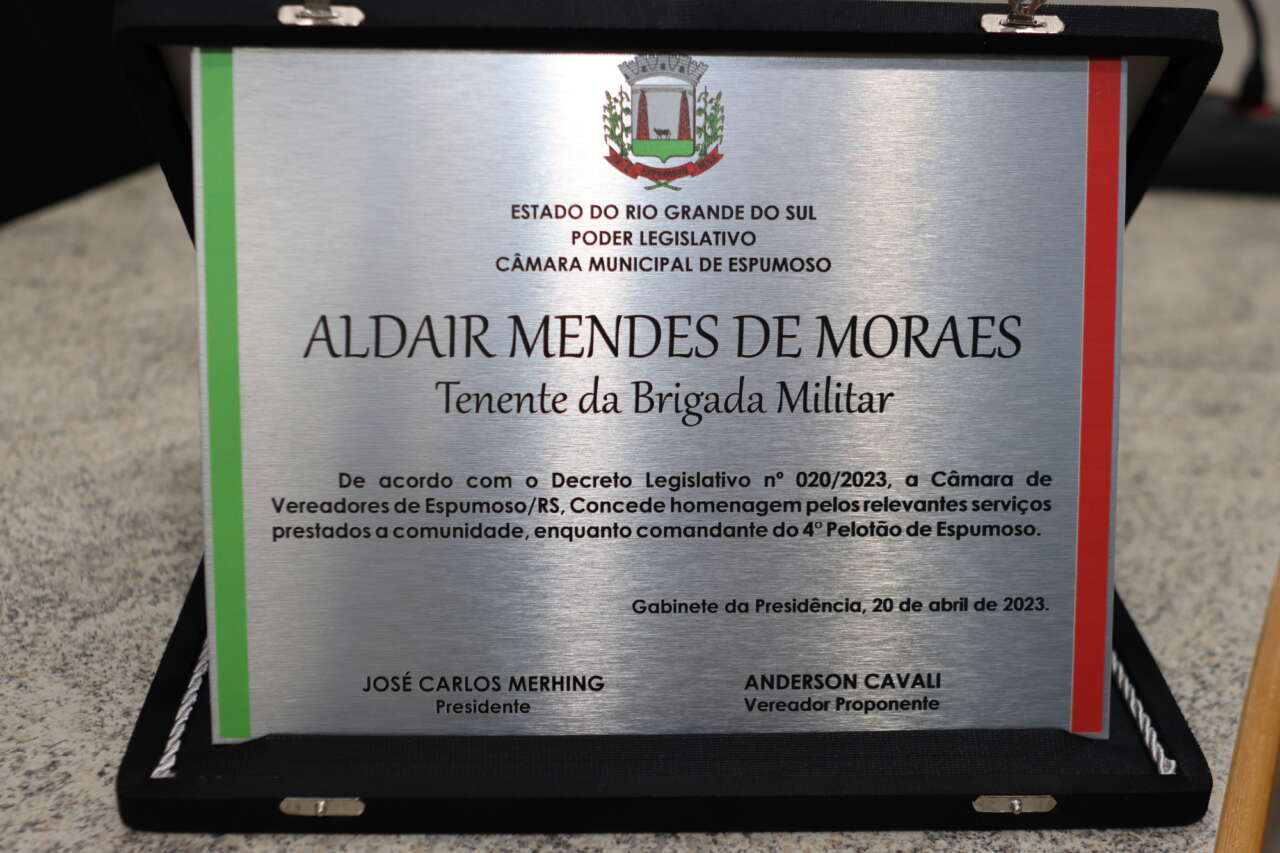 ESPUMOSO
ESTADO DO RIO GRANDE DO SUL
PODER LEGISLATIVO
CÂMARA MUNICIPAL DE ESPUMOSO
ALDAIR MENDES DE MORAES
Tenente da Brigada Militar
De acordo com o Decreto Legislativo nº 020/2023, a Câmara de
Vereadores de Espumoso/RS, Concede homenagem pelos relevantes serviços
prestados a comunidade, enquanto comandante do 4º Pelotão de Espumoso.
Gabinete da Presidência, 20 de abril de 2023.
JOSÉ CARLOS MERHING
Presidente
ANDERSON CAVALI
Vereador Proponente